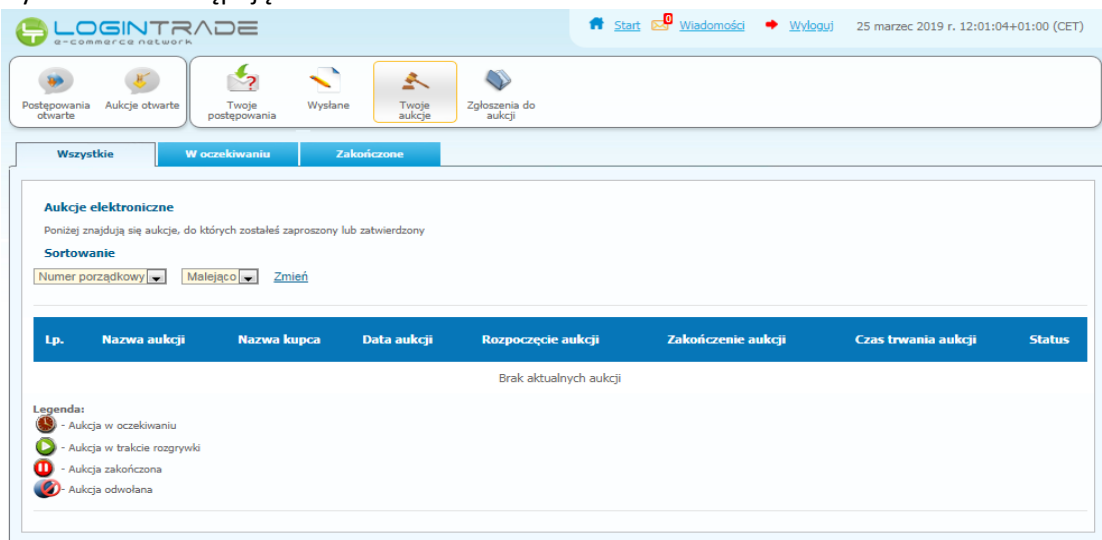 LOGINTRADE
e-commerce network
Start 0 Wiadomości Wyloguj 25 marzec 2019 r. 12:01:04+01:00 (CET)
Postępowania otwarte
Aukcje otwarte
Twoje postępowania
Wysłane
Twoje aukcje
Zgłoszenia do aukcji
Wszystkie W oczekiwaniu Zakończone
Aukcje elektroniczne
Poniżej znajdują się aukcje, do których zostałeś zaproszony lub zatwierdzony
Sortowanie
Numer porządkowy Malejąco Zmień
Lp. Nazwa aukcji Nazwa kupca Data aukcji Rozpoczęcie aukcji Zakończenie aukcji Czas trwania aukcji Status
Brak aktualnych aukcji
Legenda:
- Aukcja w oczekiwaniu
- Aukcja w trakcie rozgrywki
- Aukcja zakończona
- Aukcja odwołana